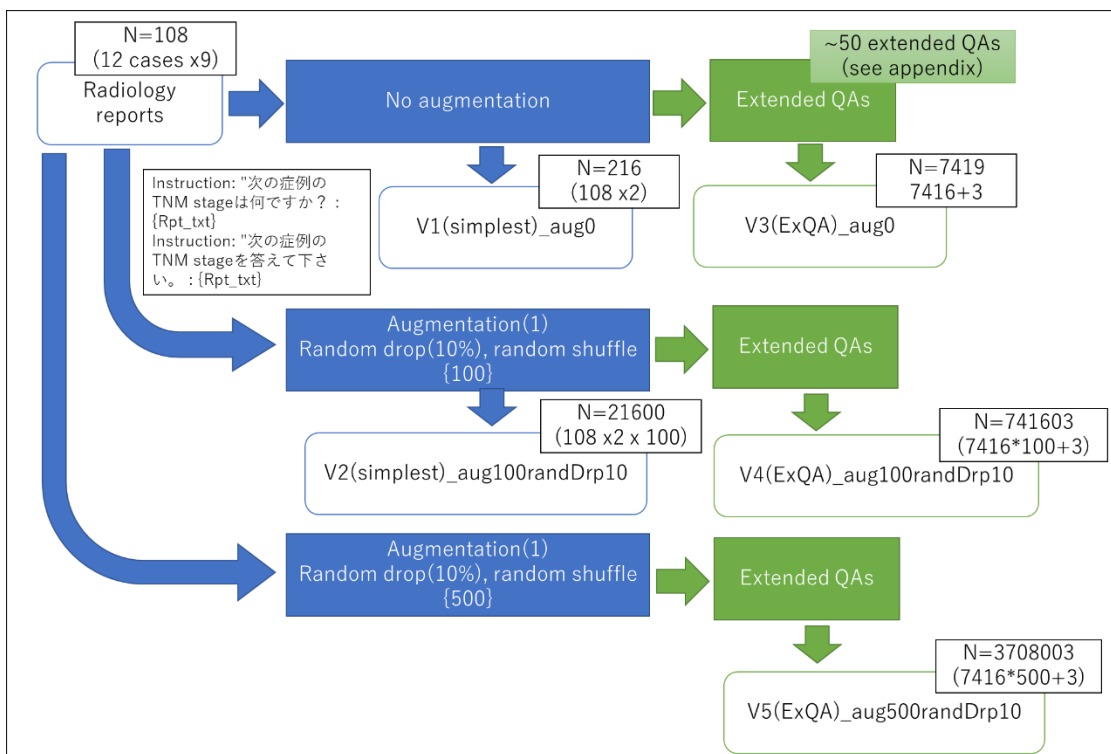 N=108
(12 cases x9)
Radiology
reports
No augmentation
~50 extended QAs
(see appendix)
Extended QAs
Instruction: "次の症例の
TNM stageは何ですか？ :
{Rpt_txt}
Instruction: "次の症例の
TNM stageを答えて下さ
い。 : {Rpt_txt}
N=216
(108 x2)
V1(simplest)_aug0
N=7419
7416+3
V3(ExQA)_aug0
Augmentation(1)
Random drop(10%), random shuffle
{100}
Extended QAs
N=21600
(108 x2 x 100)
V2(simplest)_aug100randDrp10
N=741603
(7416*100+3)
V4(ExQA)_aug100randDrp10
Augmentation(1)
Random drop(10%), random shuffle
{500}
Extended QAs
N=3708003
(7416*500+3)
V5(ExQA)_aug500randDrp10